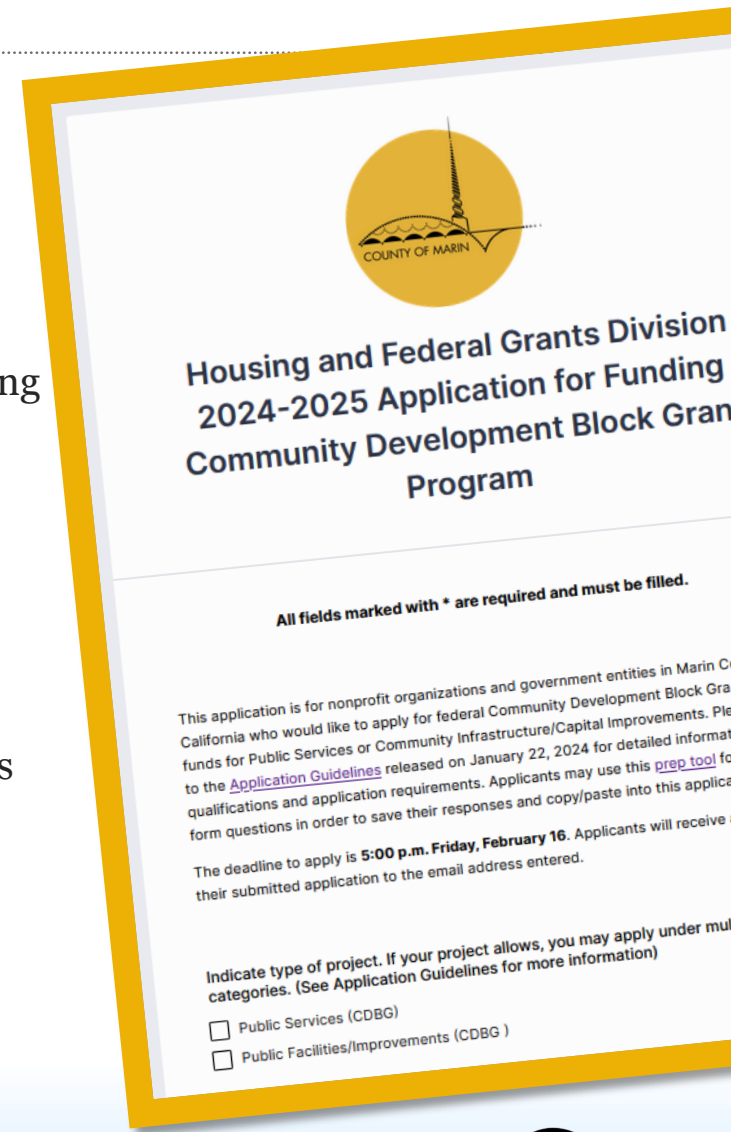 COUNTY OF MARIN
Housing and Federal Grants Division
2024-2025 Application for Funding
Community Development Block Gran
Program
ng
All fields marked with * are required and must be filled.
This application is for nonprofit organizations and government entities in Marin Co
California who would like to apply for federal Community Development Block Gra
funds for Public Services or Community Infrastructure/Capital Improvements. Ple
to the Application Guidelines released on January 22, 2024 for detailed informat
qualifications and application requirements. Applicants may use this prep tool fo
form questions in order to save their responses and copy/paste into this applica
s
The deadline to apply is 5:00 p.m. Friday, February 16. Applicants will receive a
their submitted application to the email address entered.
Indicate type of project. If your project allows, you may apply under mul
categories. (See Application Guidelines for more information)
Public Services (CDBG)
Public Facilities/Improvements (CDBG )